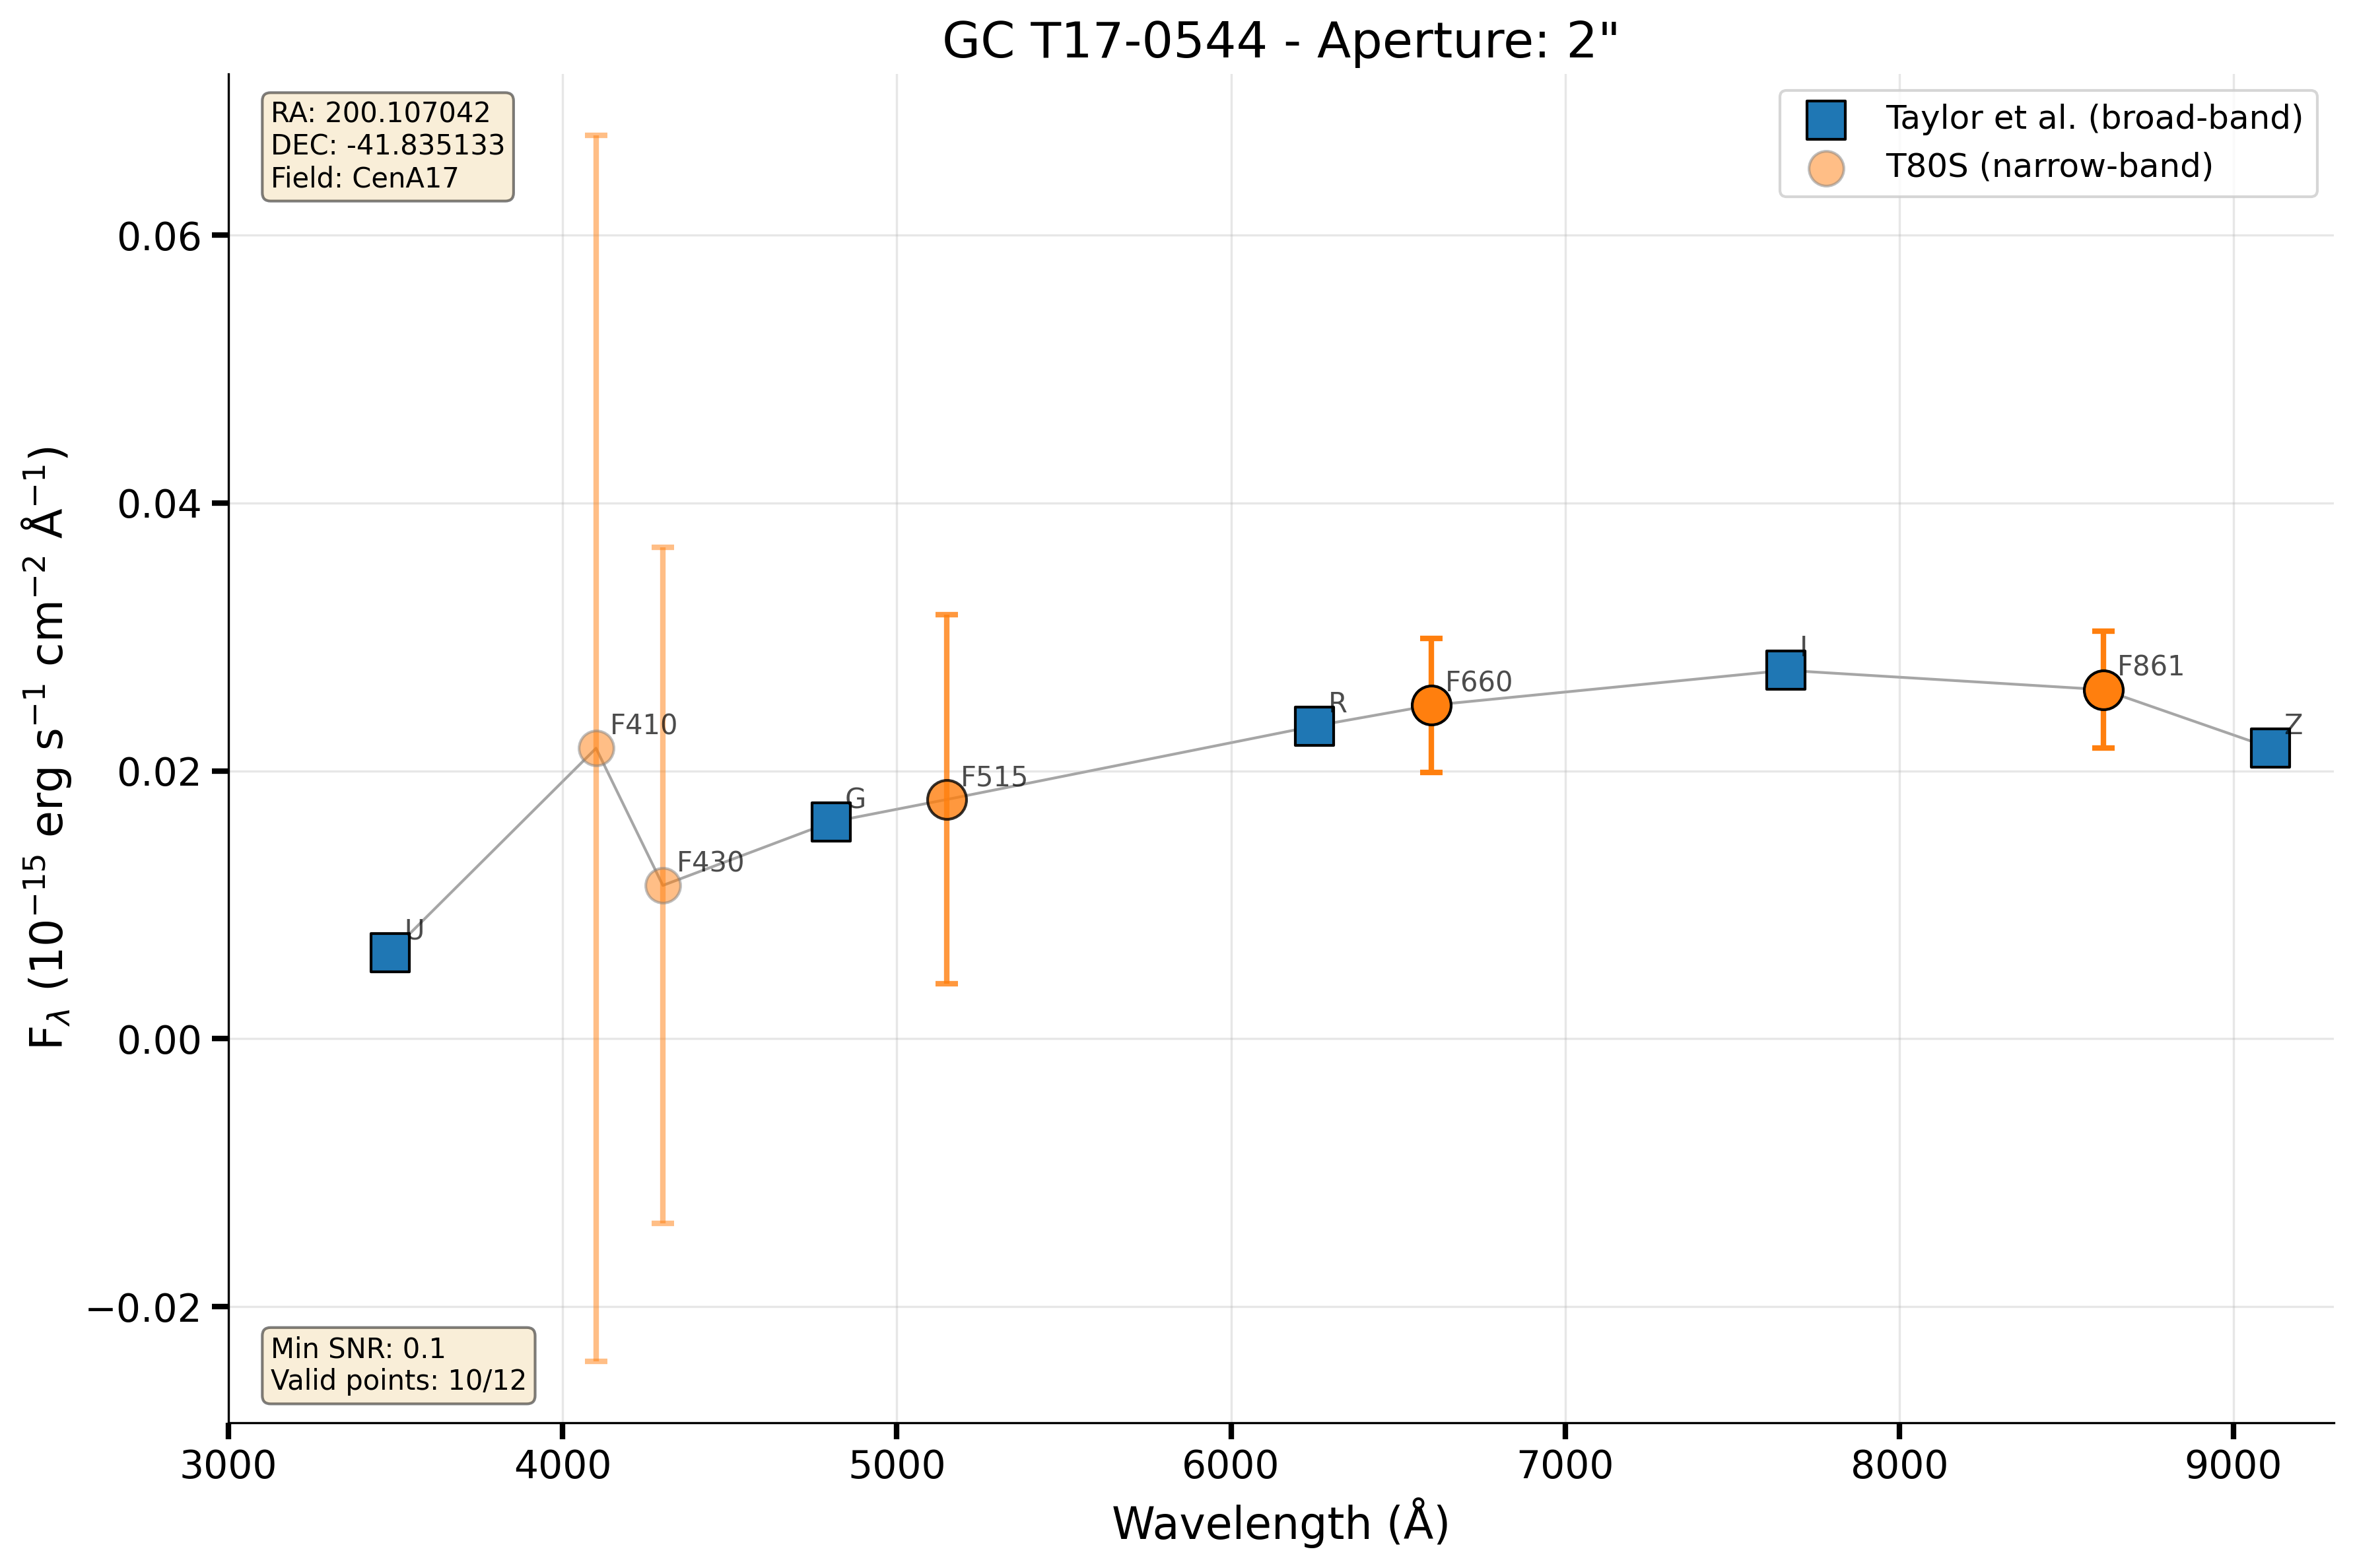 GC T17-0544 - Aperture: 2"
RA: 200.107042
DEC: -41.835133
Field: CenA17
Taylor et al. (broad-band)
T80S (narrow-band)
F_λ (10⁻¹⁵ erg s⁻¹ cm⁻² Å⁻¹)
0.06
0.04
0.02
0.00
−0.02
U
F410
F430
G
F515
R
F660
I
F861
Z
Min SNR: 0.1
Valid points: 10/12
3000 4000 5000 6000 7000 8000 9000
Wavelength (Å)